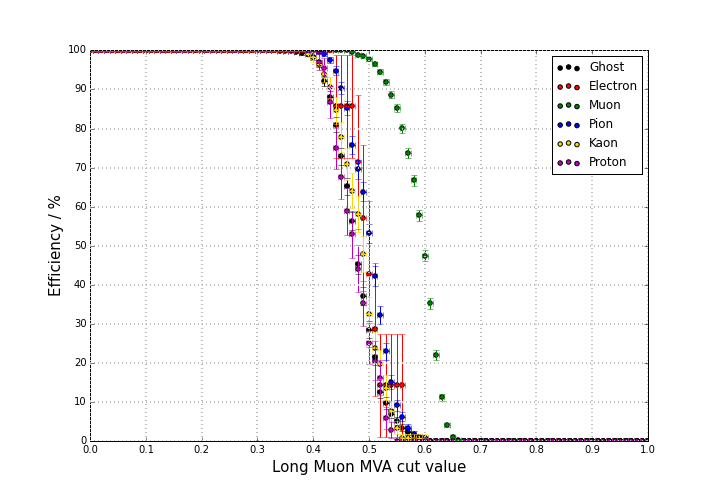 100
90
80
70
60
50
40
30
20
10
0
Efficiency / %
0.0 0.1 0.2 0.3 0.4 0.5 0.6 0.7 0.8 0.9 1.0
Long Muon MVA cut value
Ghost
Electron
Muon
Pion
Kaon
Proton